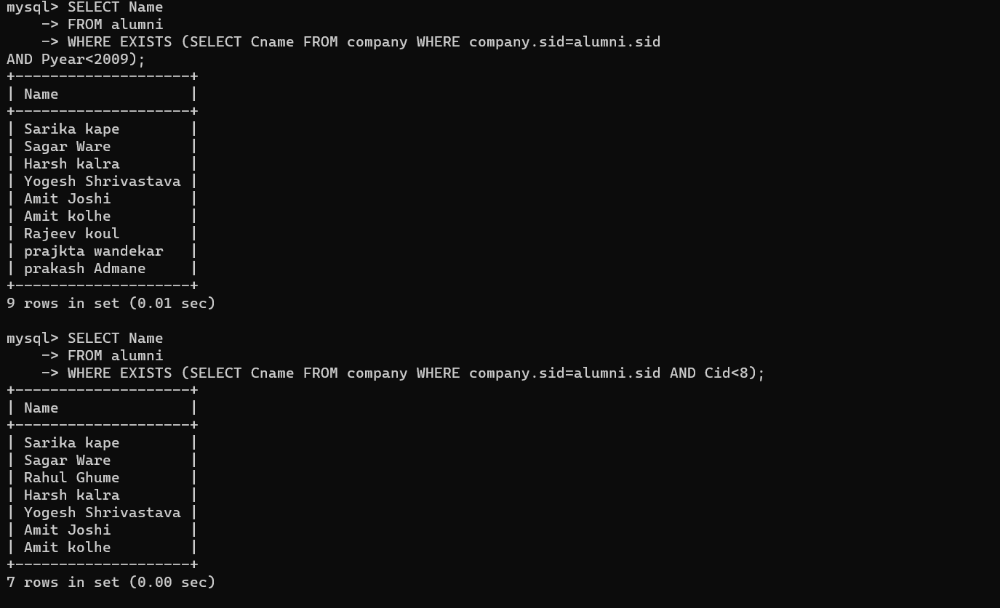 mysql> SELECT Name
    -> FROM alumni
    -> WHERE EXISTS (SELECT Cname FROM company WHERE company.sid=alumni.sid
AND Pyear<2009);
+-------------------+
| Name              |
+-------------------+
| Sarika kape       |
| Sagar Ware        |
| Harsh kalra       |
| Yogesh Shrivastava |
| Amit Joshi        |
| Amit kolhe        |
| Rajeev koul       |
| prajkta wandekar  |
| prakash Admane    |
+-------------------+
9 rows in set (0.01 sec)

mysql> SELECT Name
    -> FROM alumni
    -> WHERE EXISTS (SELECT Cname FROM company WHERE company.sid=alumni.sid AND Cid<8);
+-------------------+
| Name              |
+-------------------+
| Sarika kape       |
| Sagar Ware        |
| Rahul Ghume       |
| Harsh kalra       |
| Yogesh Shrivastava |
| Amit Joshi        |
| Amit kolhe        |
+-------------------+
7 rows in set (0.00 sec)